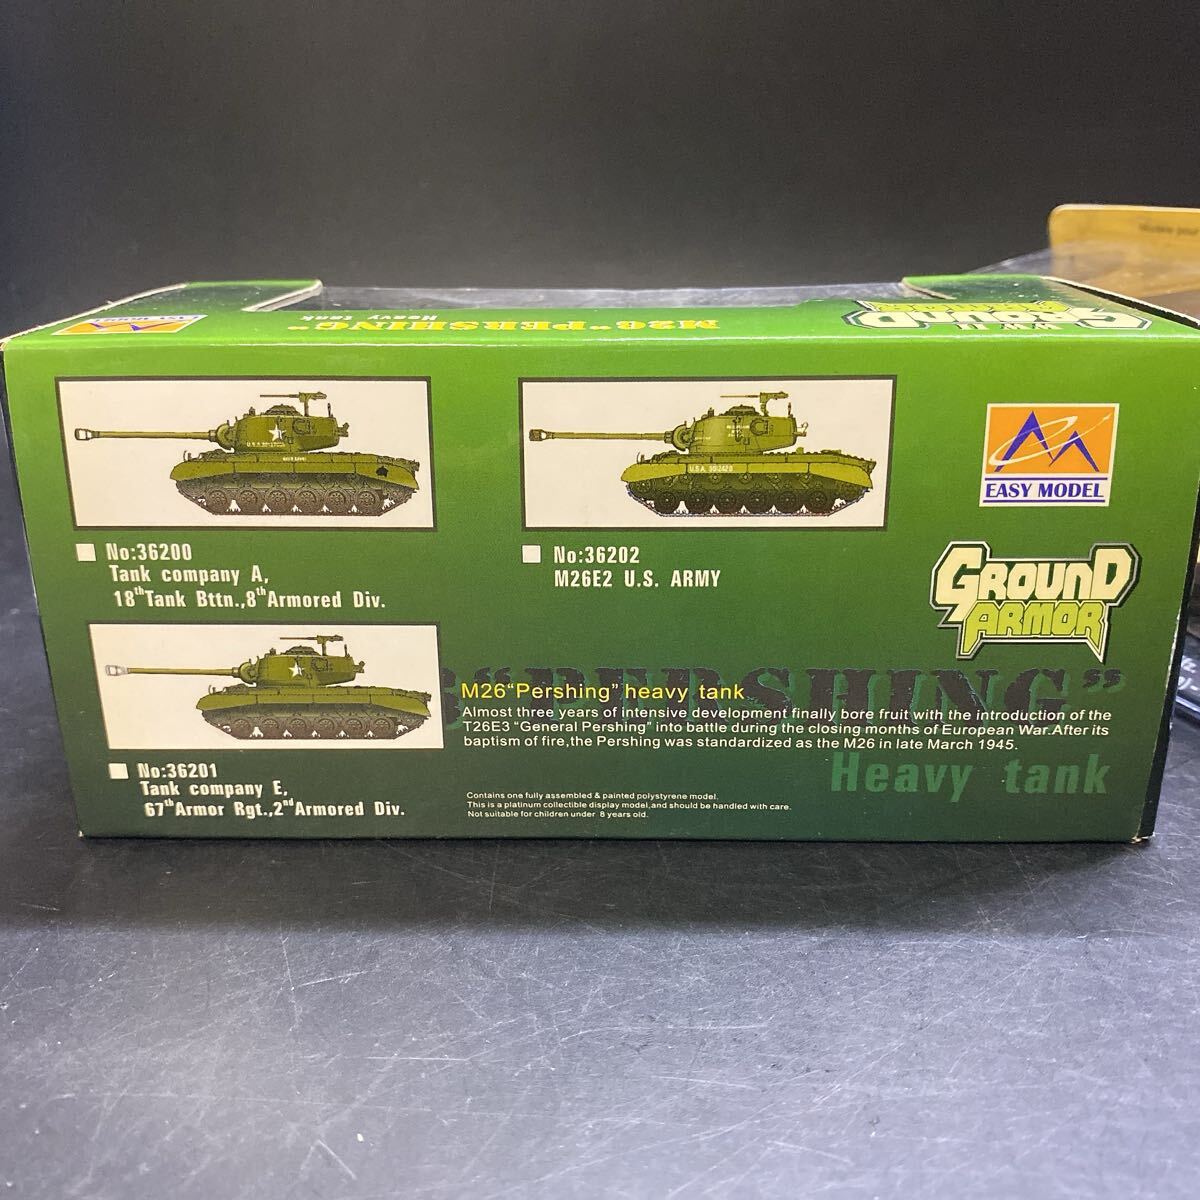 M26"PERSHING"
Heavy tank
WWII
GROUND
EASY MODEL
U.S.A. 3012420
No:36200
Tank company A,
18th Tank Bttn.,8th Armored Div.
No:36202
M26E2 U.S. ARMY
No:36201
Tank company E,
67th Armor Rgt.,2nd Armored Div.
EASY MODEL
GROUND
ARMOR
"PERSHING"
Heavy tank
M26"Pershing" heavy tank
Almost three years of intensive development finally bore fruit with the introduction of the
T26E3 "General Pershing" into battle during the closing months of European War.After its
baptism of fire,the Pershing was standardized as the M26 in late March 1945.
Contains one fully assembled & painted polystyrene model.
This is a platinum collectible display model,and should be handled with care.
Not suitable for children under 8 years old.